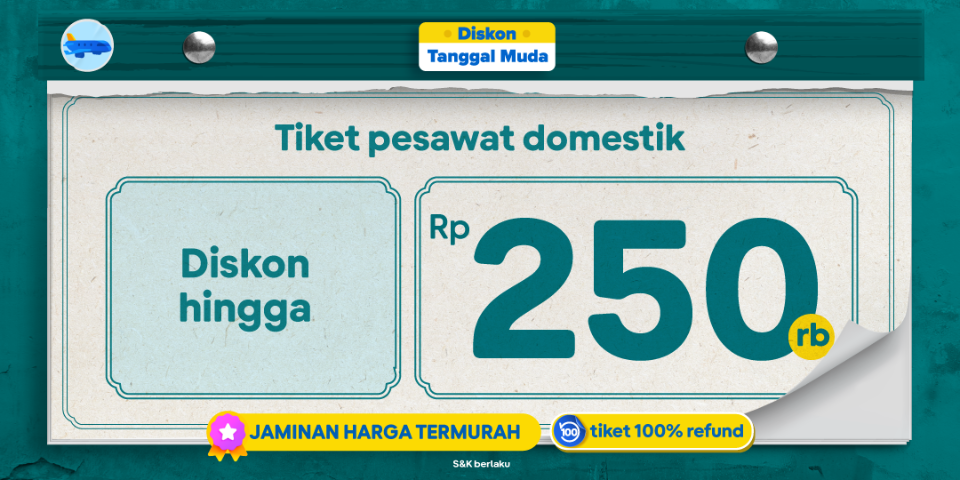 Diskon
Tanggal Muda
Tiket pesawat domestik
Diskon
hingga
Rp 250 rb
JAMINAN HARGA TERMURAH
100 tiket 100% refund
S&K berlaku